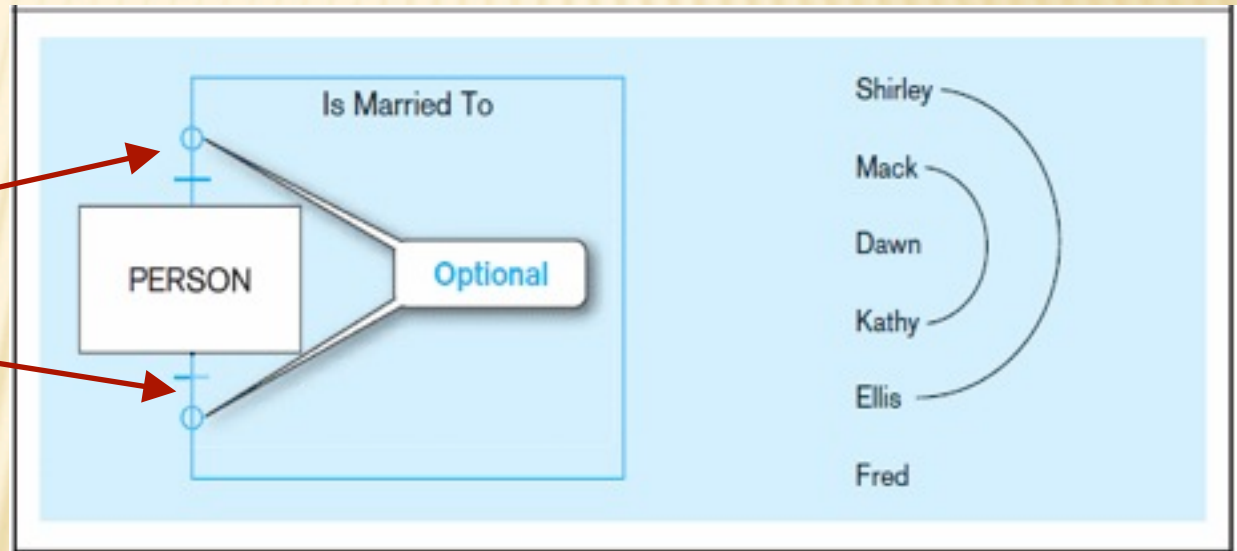 Is Married To
PERSON
Optional
Shirley
Mack
Dawn
Kathy
Ellis
Fred